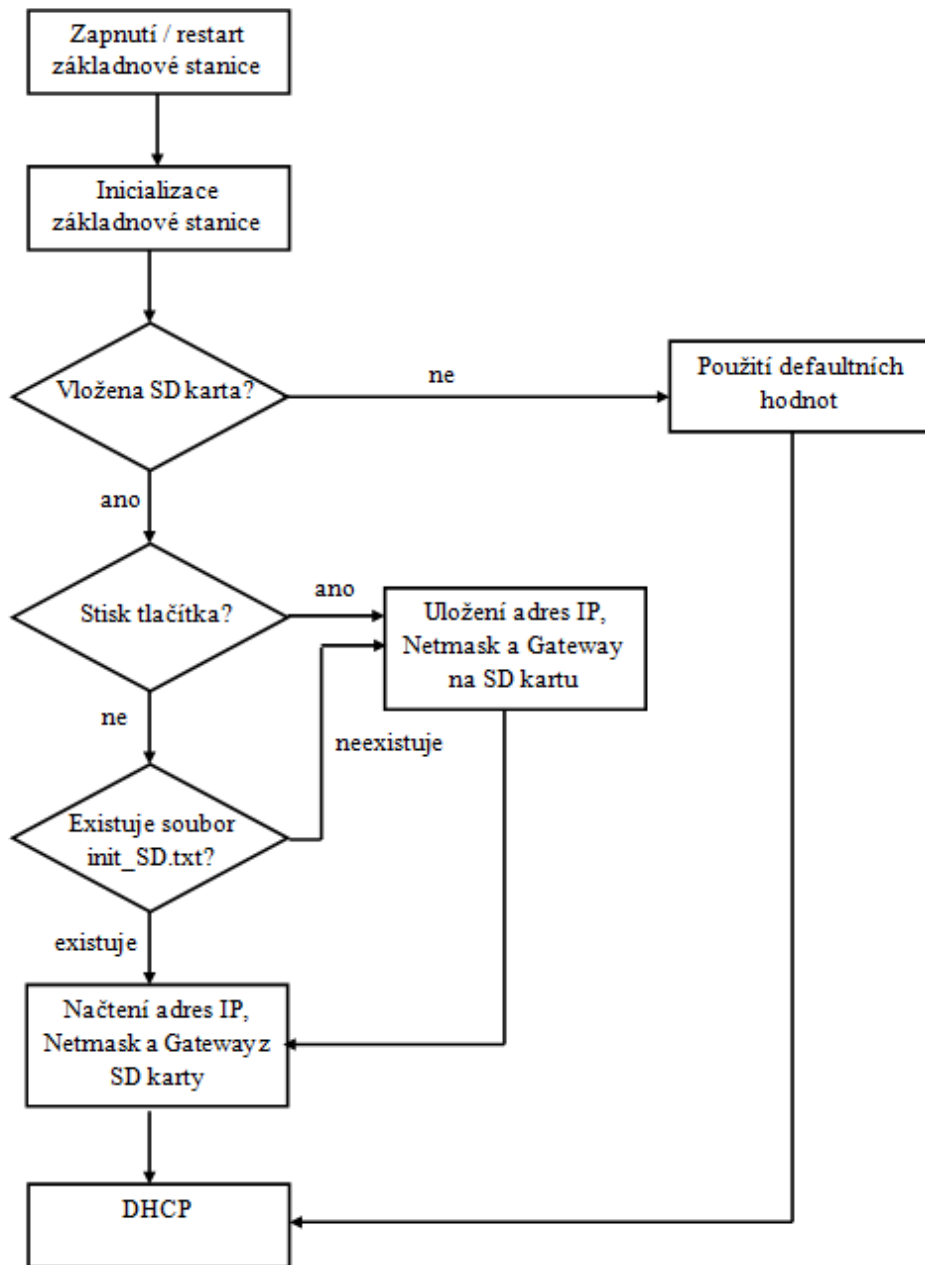 Zapnutí / restart
základnové stanice
Inicializace
základnové stanice
Vložena SD karta?
ne
Použití defaultních
hodnot
ano
Stisk tlačítka?
ano
Uložení adres IP,
Netmask a Gateway
na SD kartu
ne
neexistuje
Existuje soubor
init_SD.txt?
existuje
Načtení adres IP,
Netmask a Gateway z
SD karty
DHCP